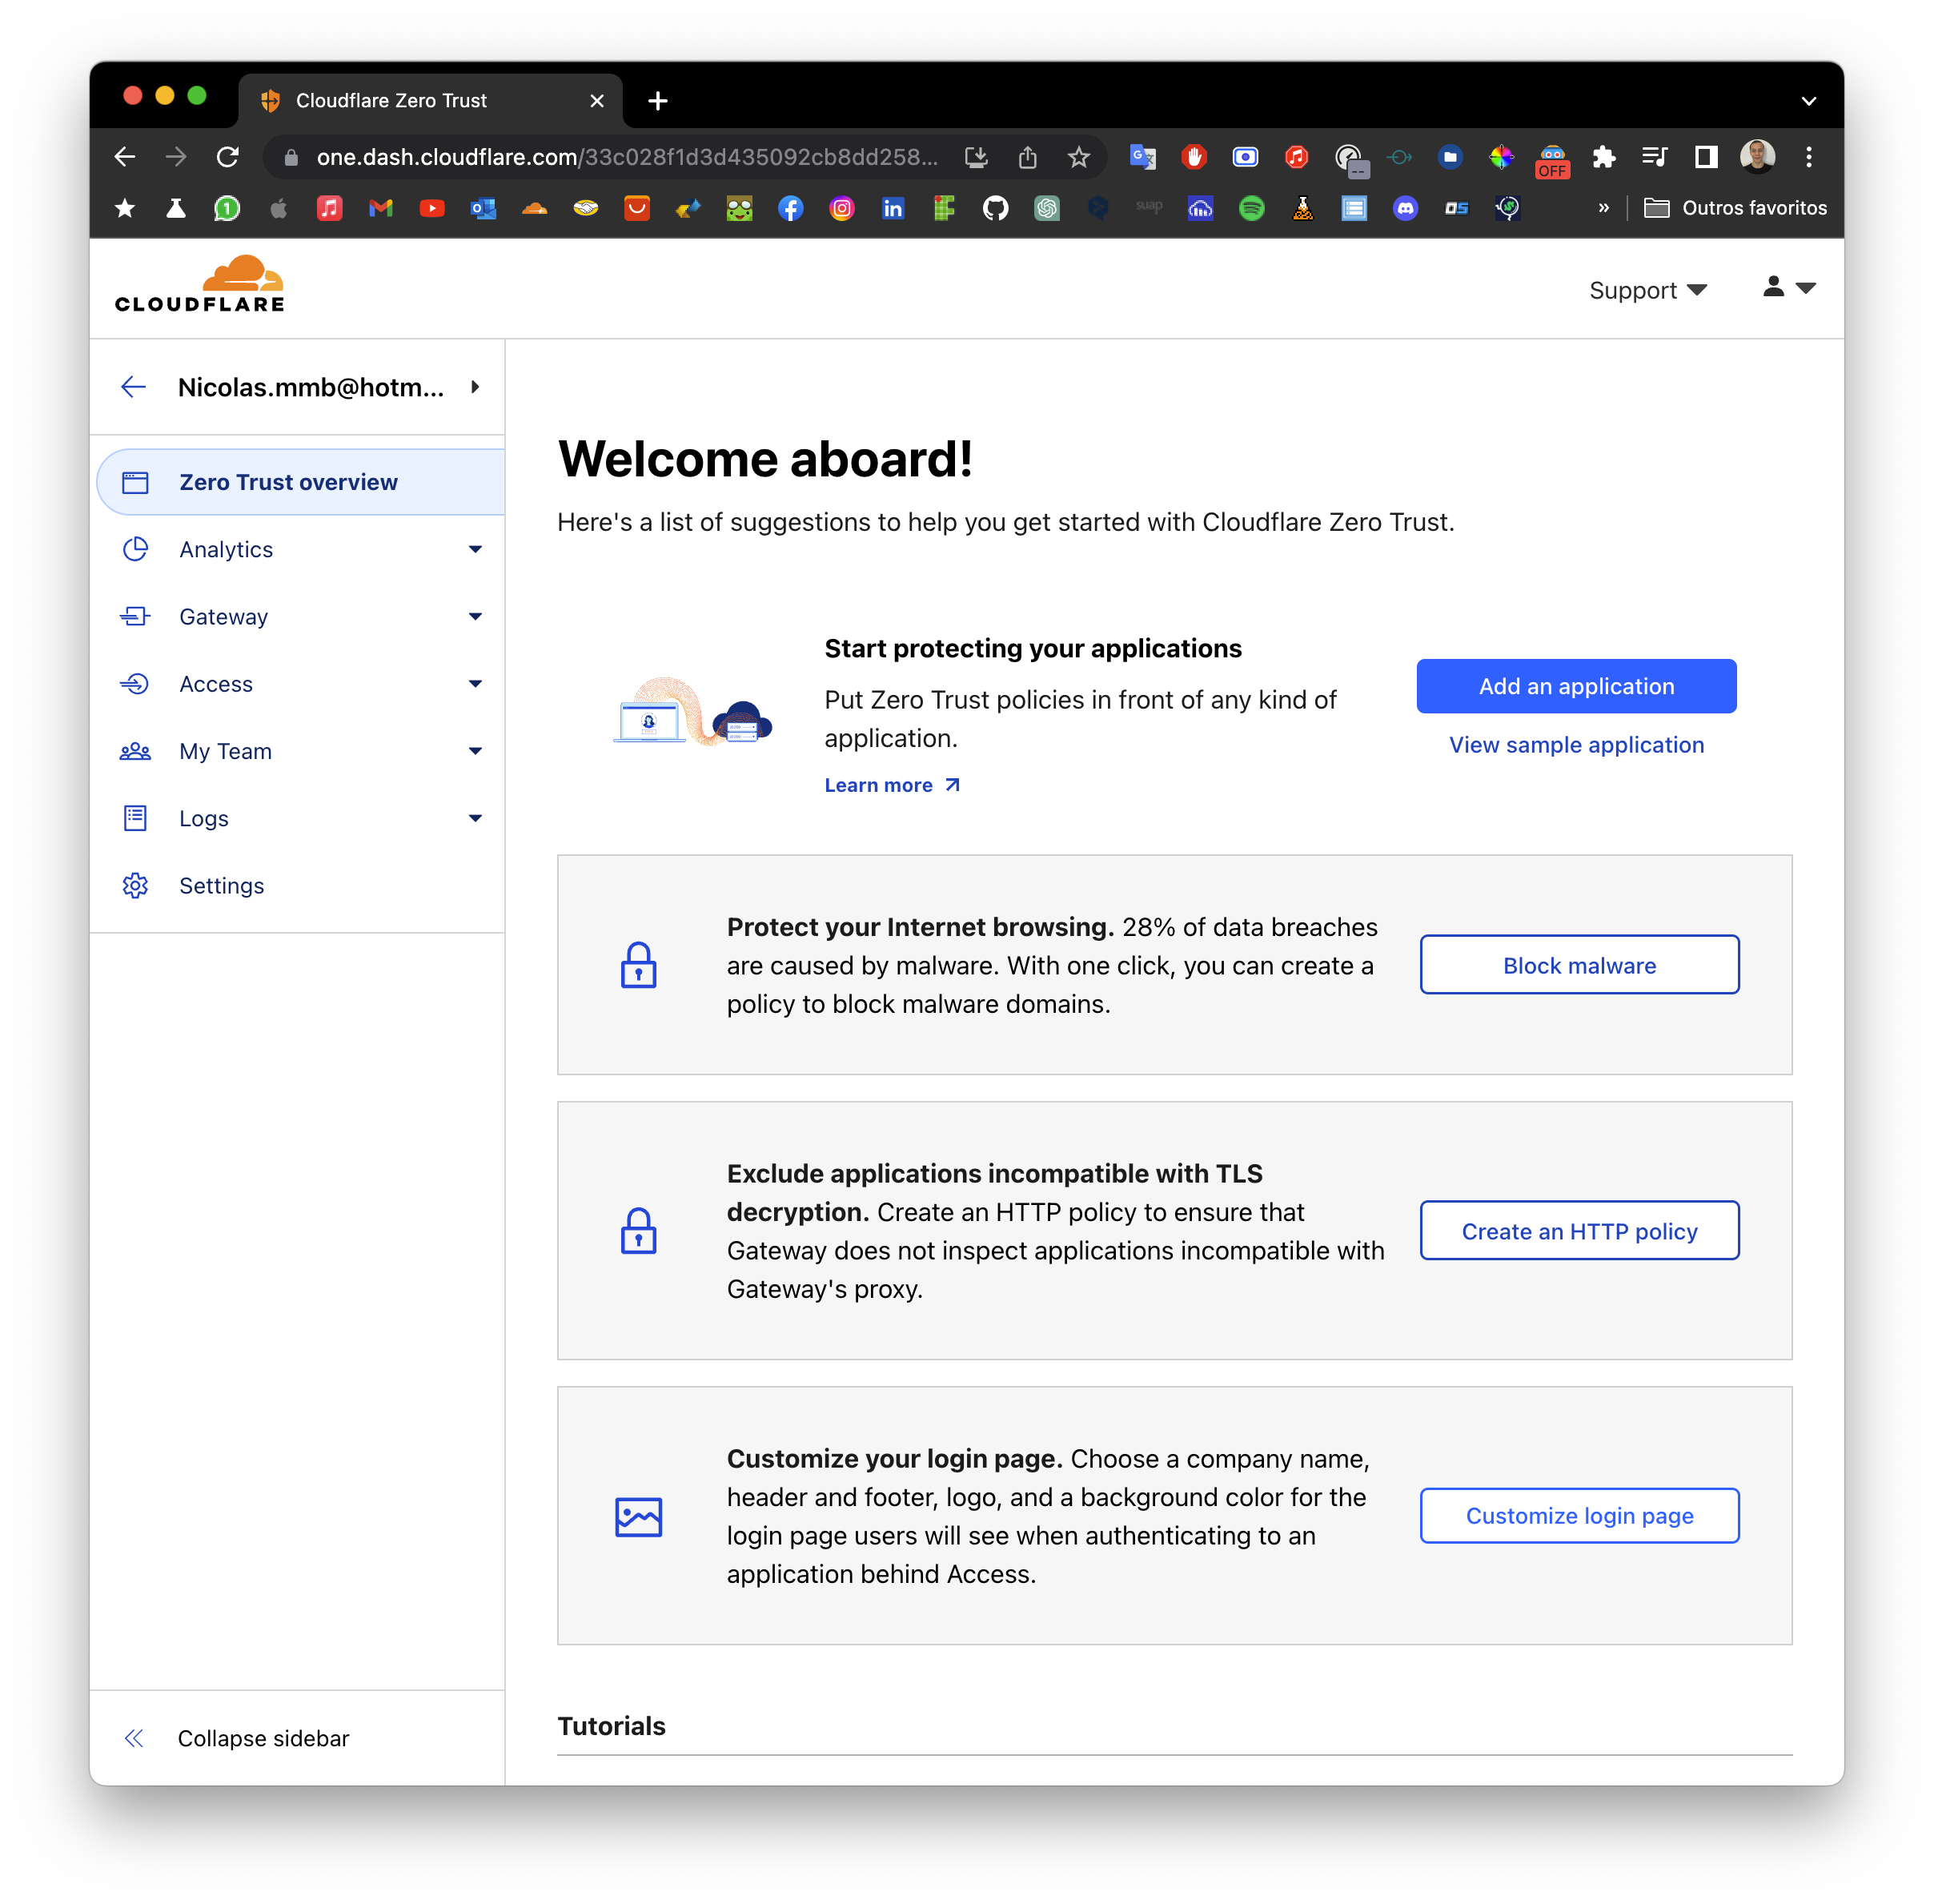 Cloudflare Zero Trust
one.dash.cloudflare.com/33c028f1d3d435092cb8dd258...
OFF
1
suap
Outros favoritos
CLOUDFLARE
Support
Nicolas.mmb@hotm...
Zero Trust overview
Analytics
Gateway
Access
My Team
Logs
Settings
Collapse sidebar
Welcome aboard!
Here's a list of suggestions to help you get started with Cloudflare Zero Trust.
Start protecting your applications
Put Zero Trust policies in front of any kind of
application.
Learn more
Add an application
View sample application
Protect your Internet browsing. 28% of data breaches
are caused by malware. With one click, you can create a
policy to block malware domains.
Block malware
Exclude applications incompatible with TLS
decryption. Create an HTTP policy to ensure that
Gateway does not inspect applications incompatible with
Gateway's proxy.
Create an HTTP policy
Customize your login page. Choose a company name,
header and footer, logo, and a background color for the
login page users will see when authenticating to an
application behind Access.
Customize login page
Tutorials